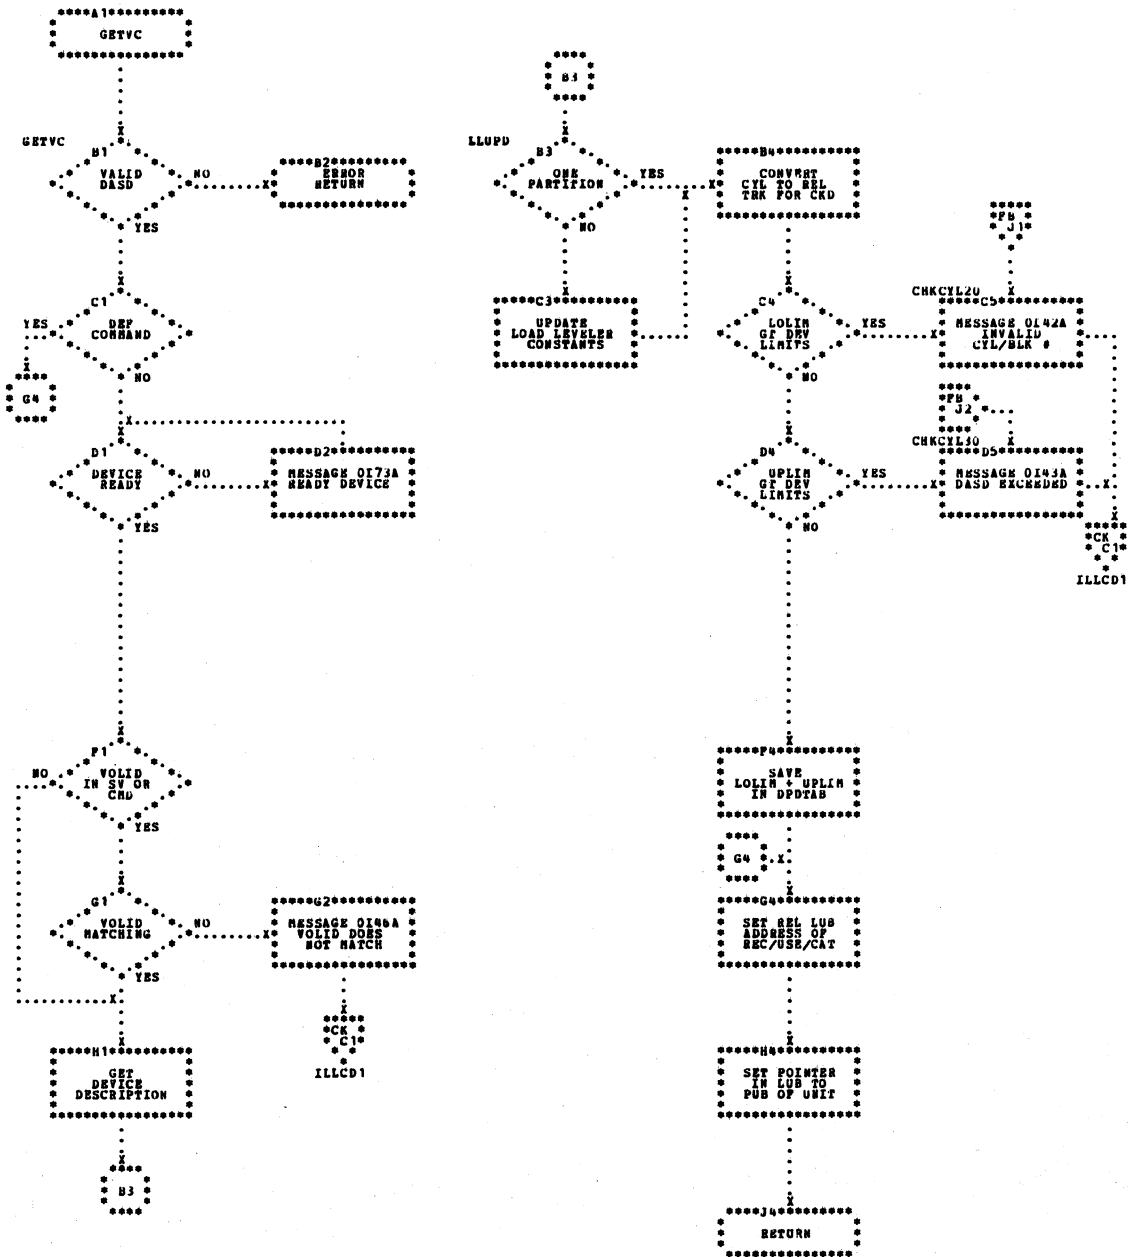 A1
GETVC
GETVC
B1
VALID
DASD
NO
YES
B2
ERROR
RETURN
C1
DEF
COMMAND
YES
NO
G4
D1
DEVICE
READY
NO
YES
D2
MESSAGE 0I73A
READY DEVICE
F1
VOLID
IN SV OR
CMD
NO
YES
G1
VOLID
MATCHING
NO
YES
G2
MESSAGE 0I46A
VOLID DOES
NOT MATCH
CK
C1
ILLCD1
H1
GET
DEVICE
DESCRIPTION
B3
B3
LLUPD
B3
ONE
PARTITION
YES
NO
C3
UPDATE
LOAD LEVELER
CONSTANTS
B4
CONVERT
CYL TO REL
TRK FOR CKD
C4
LOLIM
GT DEV
LIMITS
YES
NO
FB
J1
CHKCYL20
C5
MESSAGE 0I42A
INVALID
CYL/BLK #
FB
J2
CHKCYL30
D4
UPLIM
GT DEV
LIMITS
YES
NO
D5
MESSAGE 0I43A
DASD EXCEEDED
CK
C1
ILLCD1
F4
SAVE
LOLIM + UPLIM
IN DPDTAB
G4
G4
SET REL LUB
ADDRESS OF
REC/USE/CAT
H4
SET POINTER
IN LUB TO
PUB OF UNIT
J4
RETURN